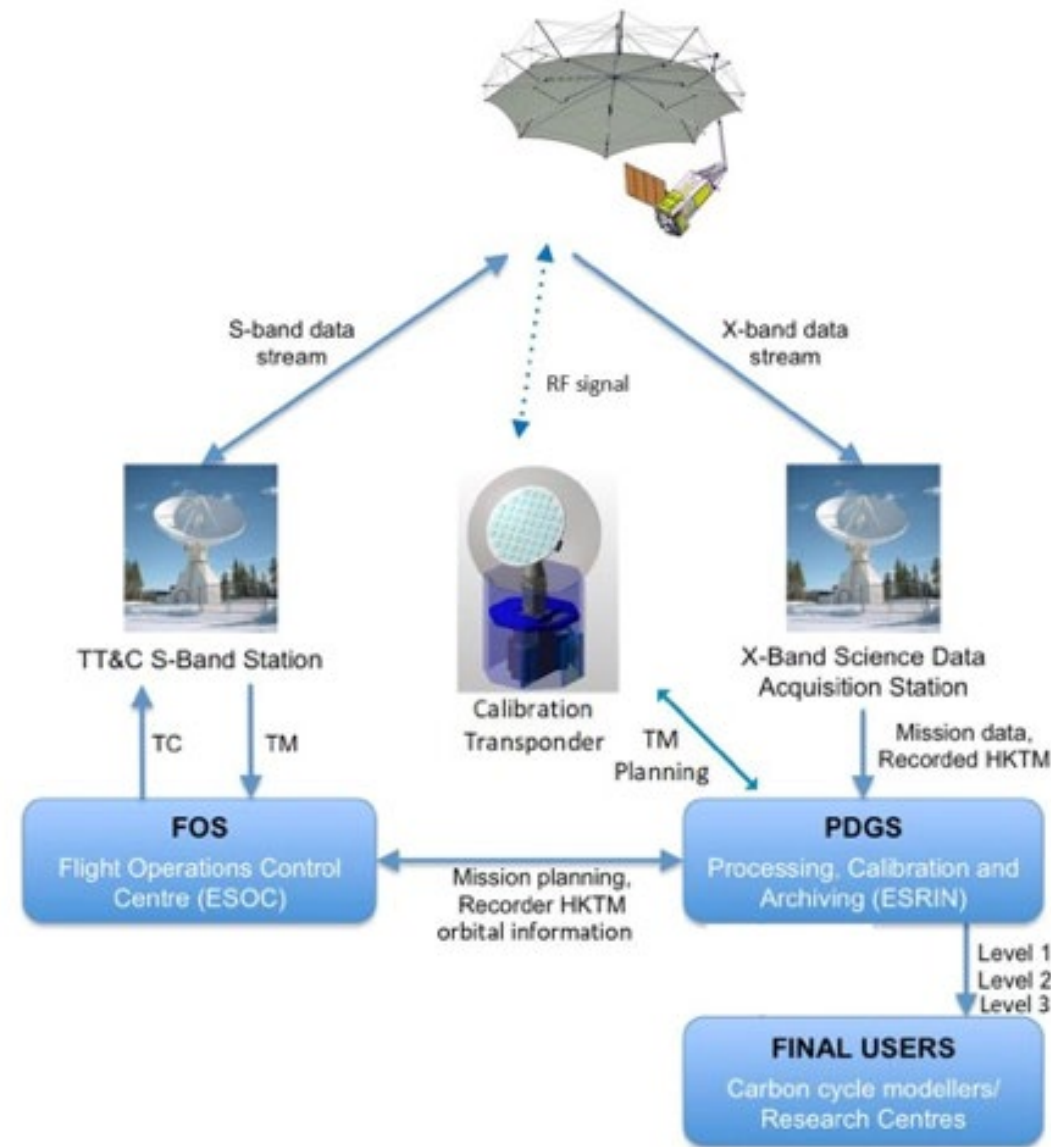 S-band data
stream
X-band data
stream
RF signal
TT&C S-Band Station
Calibration
Transponder
X-Band Science Data
Acquisition Station
TC
TM
TM
Planning
Mission data,
Recorded HKTM
FOS
Flight Operations Control
Centre (ESOC)
Mission planning,
Recorder HKTM
orbital information
PDGS
Processing, Calibration and
Archiving (ESRIN)
Level 1
Level 2
Level 3
FINAL USERS
Carbon cycle modellers/
Research Centres